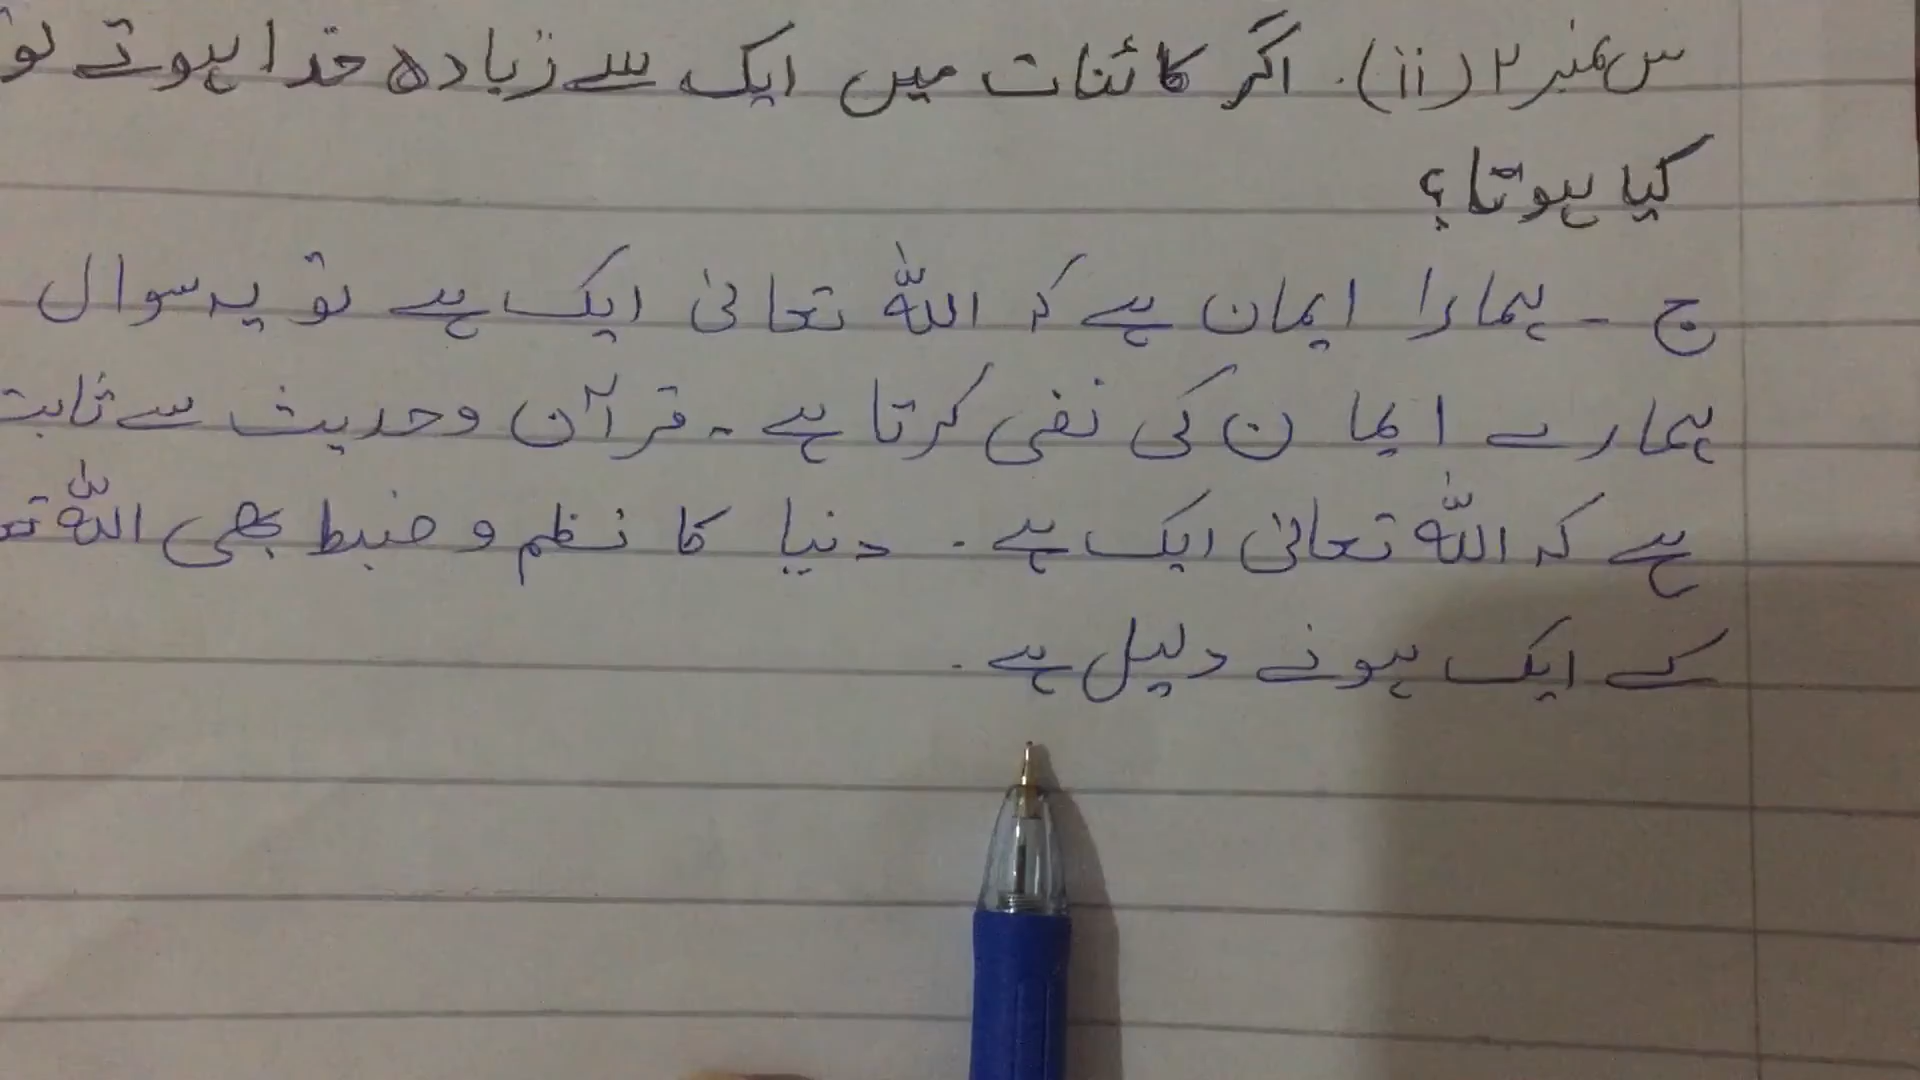 س نمبر ۲ (ii). اگر کائنات میں ایک سے زیادہ خدا ہوتے تو
کیا ہوتا؟
ج - ہمارا ایمان ہے کہ اللہ تعالیٰ ایک ہے تو یہ سوال
ہمارے ایمان کی نفی کرتا ہے۔ قرآن و حدیث سے ثابت
ہے کہ اللہ تعالیٰ ایک ہے۔ دنیا کا نظم و ضبط بھی اللہ
کے ایک ہونے دلیل ہے۔